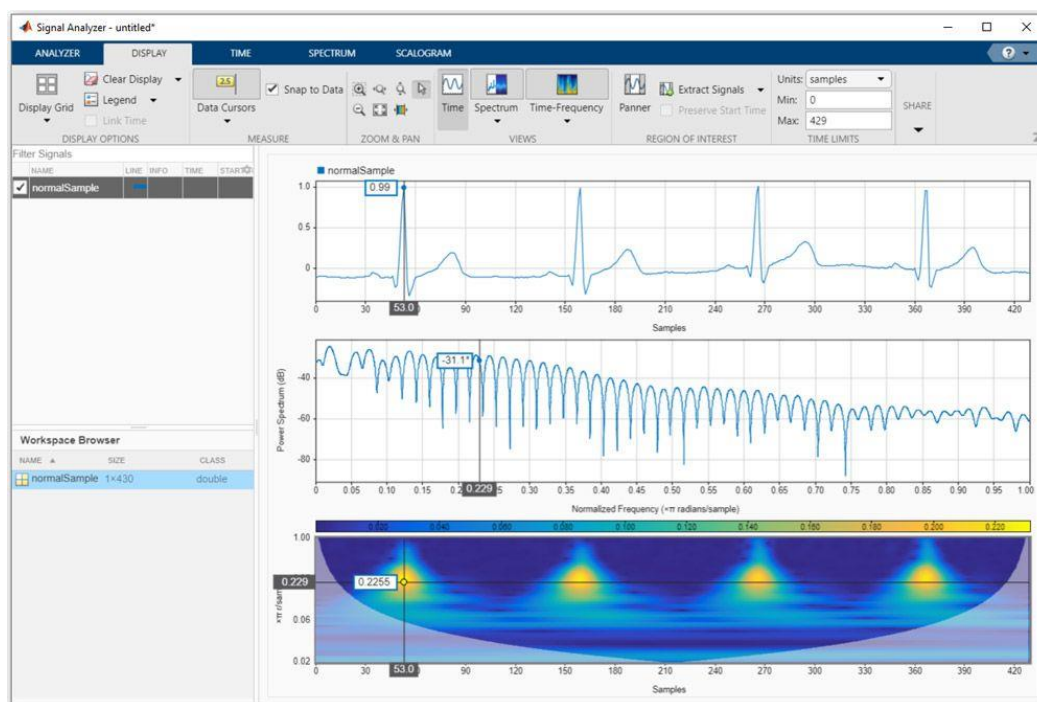 Signal Analyzer - untitled*
ANALYZER DISPLAY TIME SPECTRUM SCALOGRAM
?
Display Grid
Clear Display
Legend
Link Time
DISPLAY OPTIONS
2.5
Data Cursors
Snap to Data
MEASURE
ZOOM & PAN
Time Spectrum Time-Frequency
VIEWS
Panner
Extract Signals
Preserve Start Time
REGION OF INTEREST
Units: samples
Min: 0
Max: 429
TIME LIMITS
SHARE
Filter Signals
NAME LINE INFO TIME START
normalSample
Workspace Browser
NAME SIZE CLASS
normalSample 1×430 double
normalSample
0.99
1.0
0.5
0
0 30 53.0 90 120 150 180 210 240 270 300 330 360 390 420
Samples
-31.1*
Power Spectrum (dB)
-40
-60
-80
0 0.05 0.10 0.15 0.229 0.30 0.35 0.40 0.45 0.50 0.55 0.60 0.65 0.70 0.75 0.80 0.85 0.90 0.95 1.00
Normalized Frequency (×π radians/sample)
0.020 0.040 0.060 0.080 0.100 0.120 0.140 0.160 0.180 0.200 0.220
1.00
0.229
0.2255
0.06
0.02
0 30 53.0 90 120 150 180 210 240 270 300 330 360 390 420
Samples